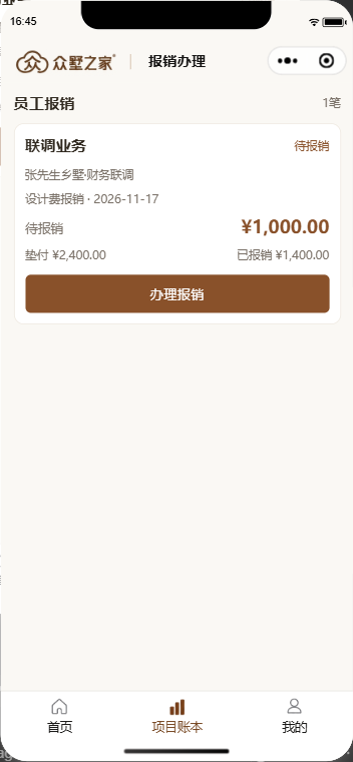 16:45
众墅之家 报销办理
员工报销 1笔
联调业务 待报销
张先生乡墅·财务联调
设计费报销 · 2026-11-17
待报销 ¥1,000.00
垫付 ¥2,400.00 已报销 ¥1,400.00
办理报销
首页 项目账本 我的